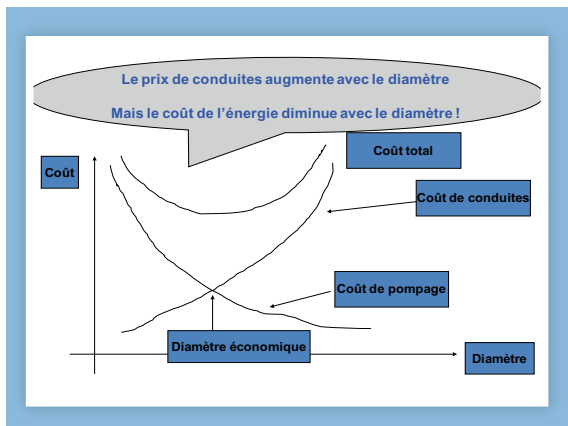 Le prix de conduites augmente avec le diamètre
Mais le coût de l'énergie diminue avec le diamètre !
Coût total
Coût
Coût de conduites
Coût de pompage
Diamètre économique
Diamètre